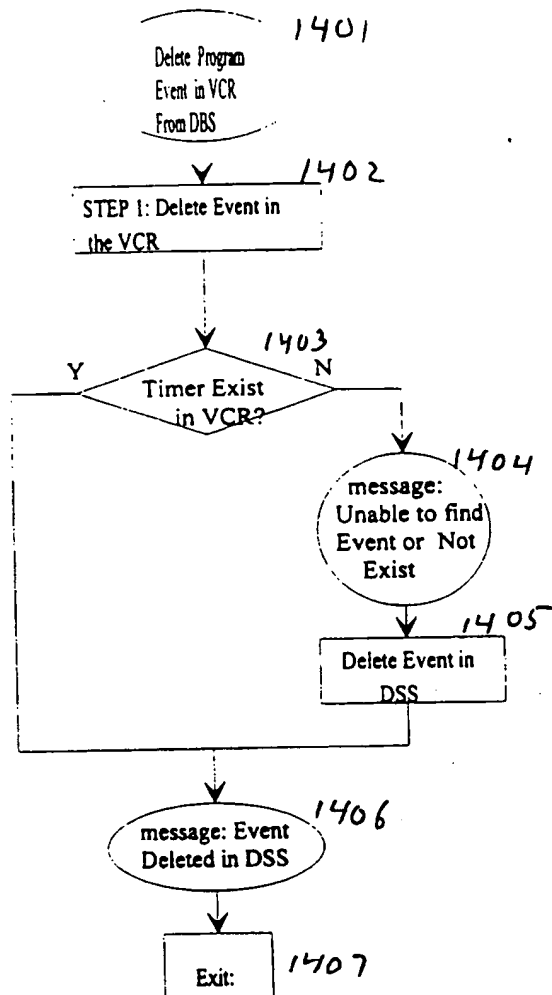 1401
Delete Program
Event in VCR
From DBS
1402
STEP 1: Delete Event in
the VCR
1403
Y
N
Timer Exist
in VCR?
1404
message:
Unable to find
Event or Not
Exist
1405
Delete Event in
DSS
1406
message: Event
Deleted in DSS
1407
Exit: